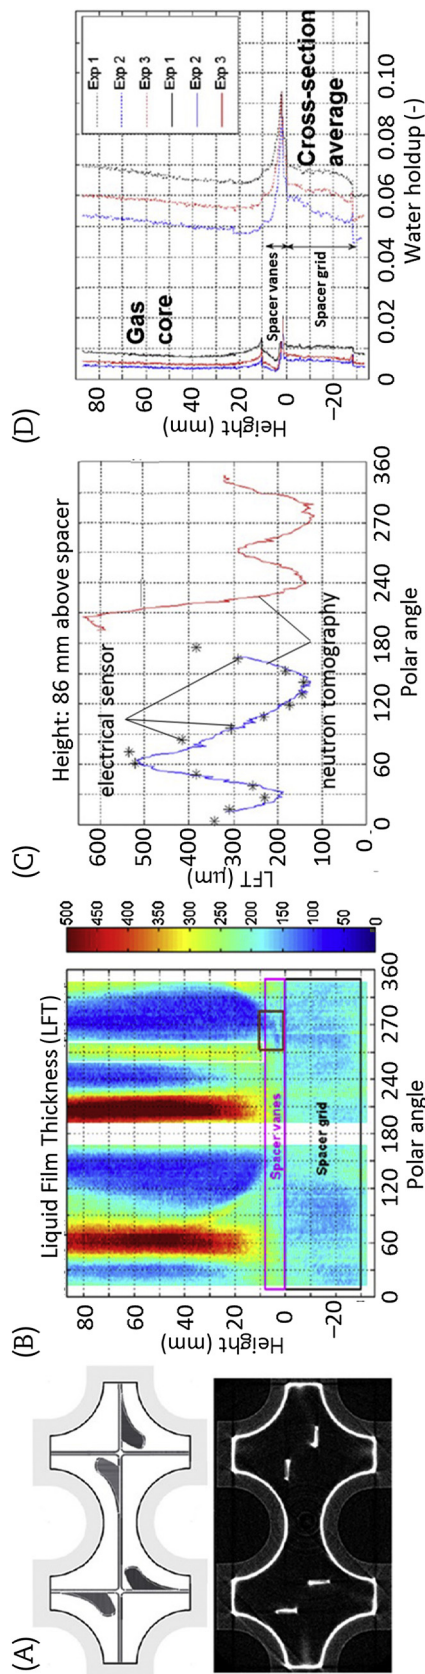 (A)
(B)
Liquid Film Thickness (LFT)
Height (mm)
80
60
40
20
0
−20
Spacer vanes
Spacer grid
0
60
120
180
240
270
360
Polar angle
500
450
400
350
300
250
200
150
100
50
0
(C)
Height: 86 mm above spacer
electrical sensor
neutron tomography
LFT (μm)
600
500
400
300
200
100
0
0
60
120
180
240
270
360
Polar angle
(D)
Height (mm)
80
60
40
20
0
−20
Gas
core
Spacer vanes
Spacer grid
Cross-section
average
Exp 1
Exp 2
Exp 3
Exp 1
Exp 2
Exp 3
0
0.02
0.04
0.06
0.08
0.10
Water holdup (-)